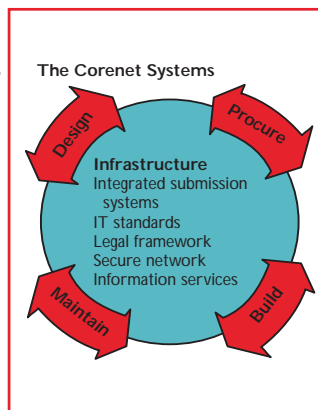 The Corenet Systems
Design
Procure
Infrastructure
Integrated submission
systems
IT standards
Legal framework
Secure network
Information services
Maintain
Build